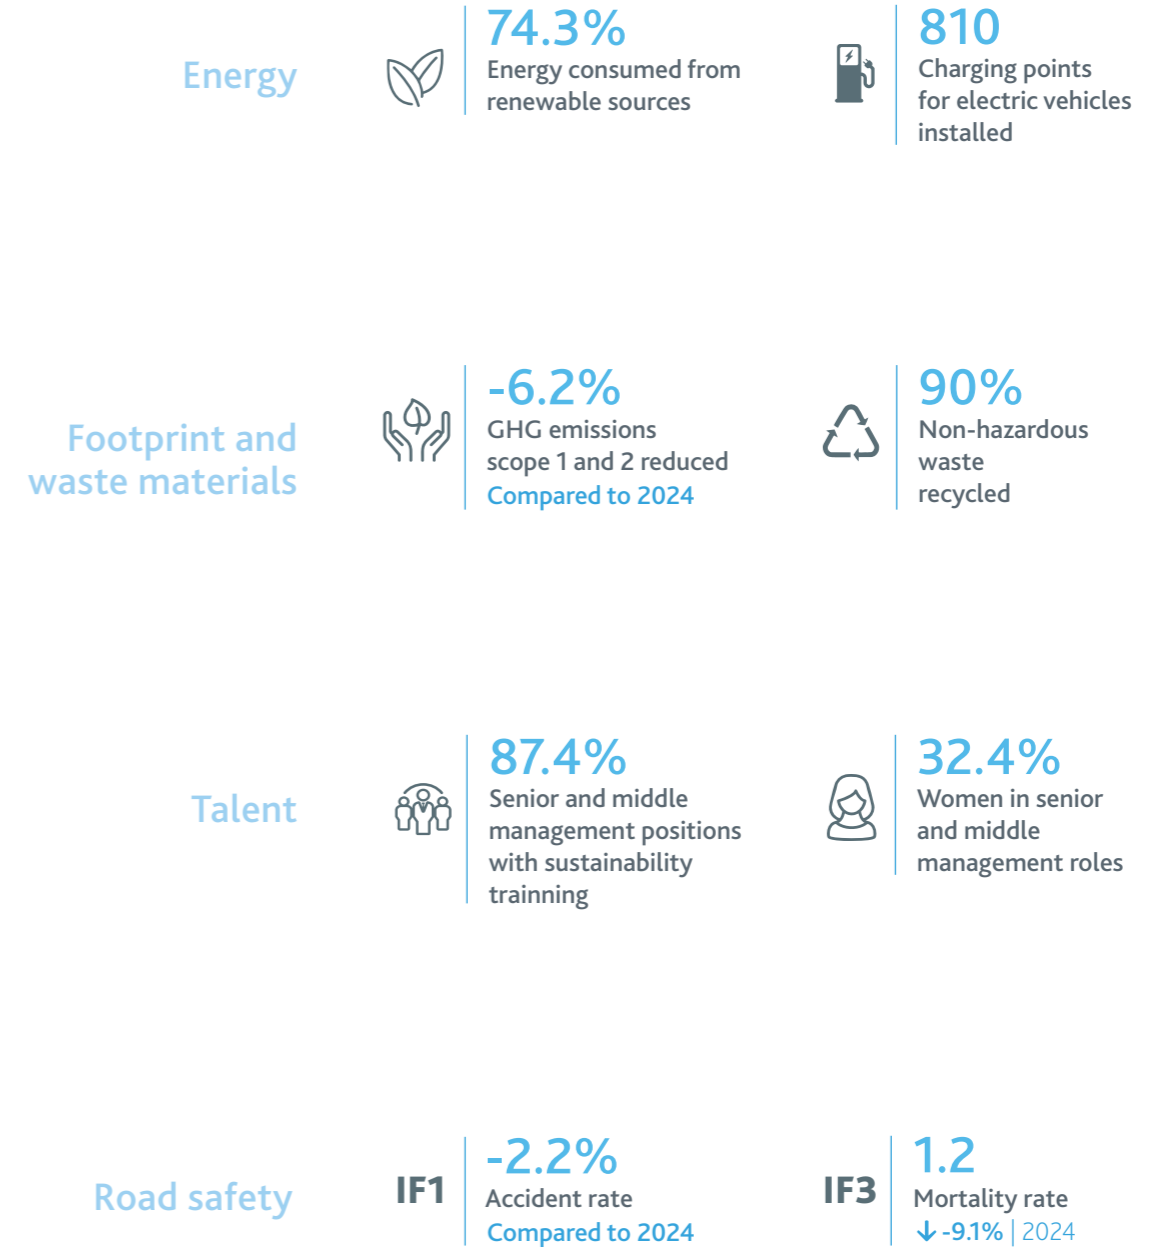 Energy
74.3%
Energy consumed from
renewable sources
810
Charging points
for electric vehicles
installed
Footprint and
waste materials
-6.2%
GHG emissions
scope 1 and 2 reduced
Compared to 2024
90%
Non-hazardous
waste
recycled
Talent
87.4%
Senior and middle
management positions
with sustainability
trainning
32.4%
Women in senior
and middle
management roles
Road safety
IF1
-2.2%
Accident rate
Compared to 2024
IF3
1.2
Mortality rate
↓ -9.1% | 2024